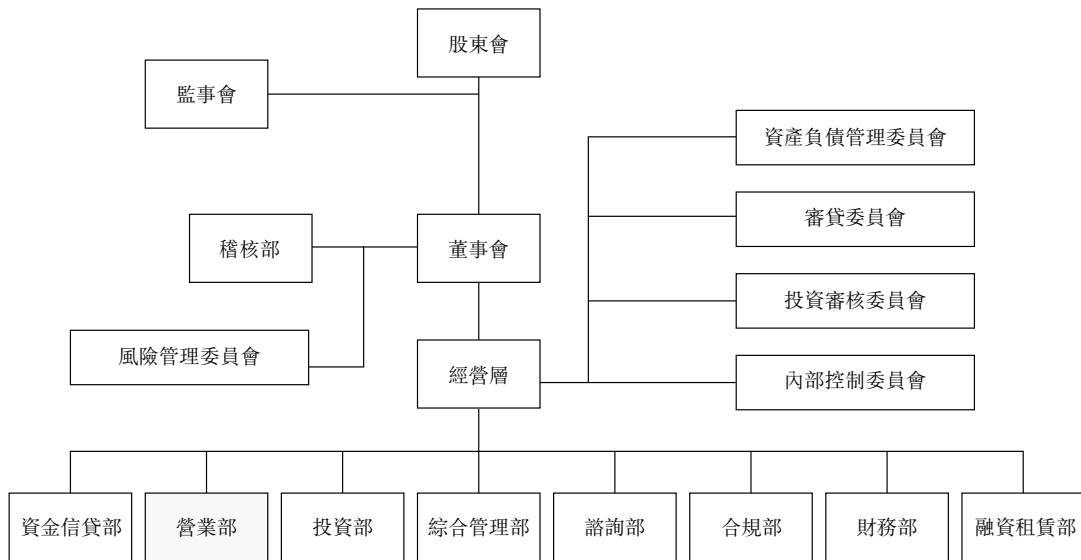 股東會
監事會
資產負債管理委員會
審貸委員會
稽核部
董事會
投資審核委員會
風險管理委員會
經營層
內部控制委員會
資金信貸部
營業部
投資部
綜合管理部
諮詢部
合規部
財務部
融資租賃部